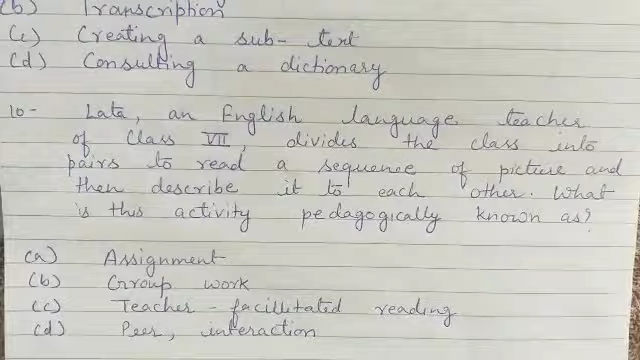 (b) Transcription
(c) Creating a sub-text
(d) Consulting a dictionary
10- Lata, an English language teacher
of Class VII, divides the class into
pairs to read a sequence of picture and
then describe it to each other. What
is this activity pedagogically known as?
(a) Assignment
(b) Group work
(c) Teacher-facillitated reading
(d) Peer, interaction